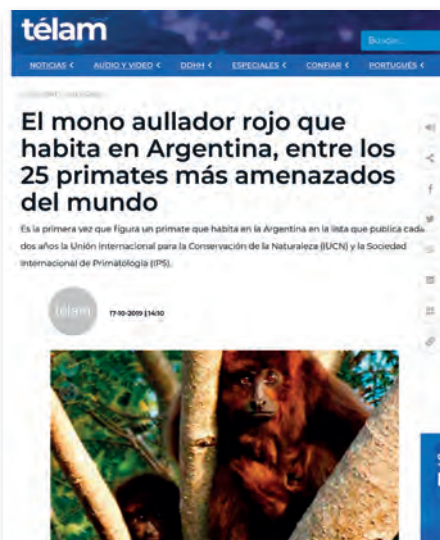 télam
Buscar...
NOTICIAS < AUDIO Y VIDEO < DDHH < ESPECIALES < CONFIAR < PORTUGUÉS <
El mono aullador rojo que
habita en Argentina, entre los
25 primates más amenazados
del mundo
Es la primera vez que figura un primate que habita en la Argentina en la lista que publica cada
dos años la Unión Internacional para la Conservación de la Naturaleza (IUCN) y la Sociedad
Internacional de Primatología (IPS).
télam
17-10-2019 | 14:10